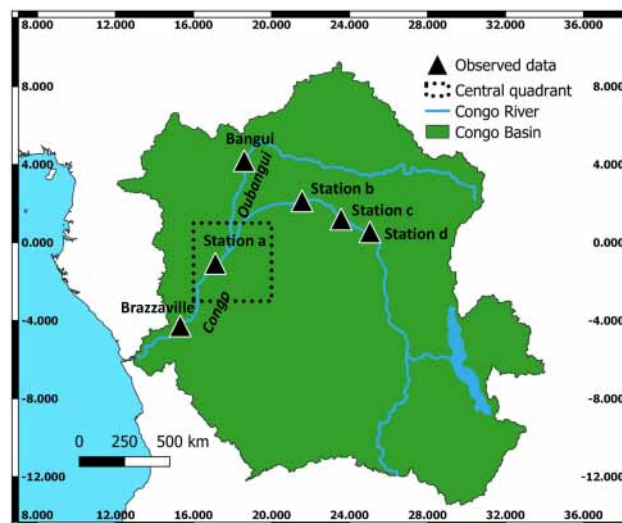 8.000 12.000 16.000 20.000 24.000 28.000 32.000 36.000
8.000 8.000
Observed data
Central quadrant
Congo River
Congo Basin
Bangui
4.000 4.000
Oubangui
Station b
Station c
Station d
0.000 0.000
Station a
Congo
Brazzaville
-4.000 -4.000
-8.000 -8.000
0 250 500 km
-12.000 -12.000
8.000 12.000 16.000 20.000 24.000 28.000 32.000 36.000